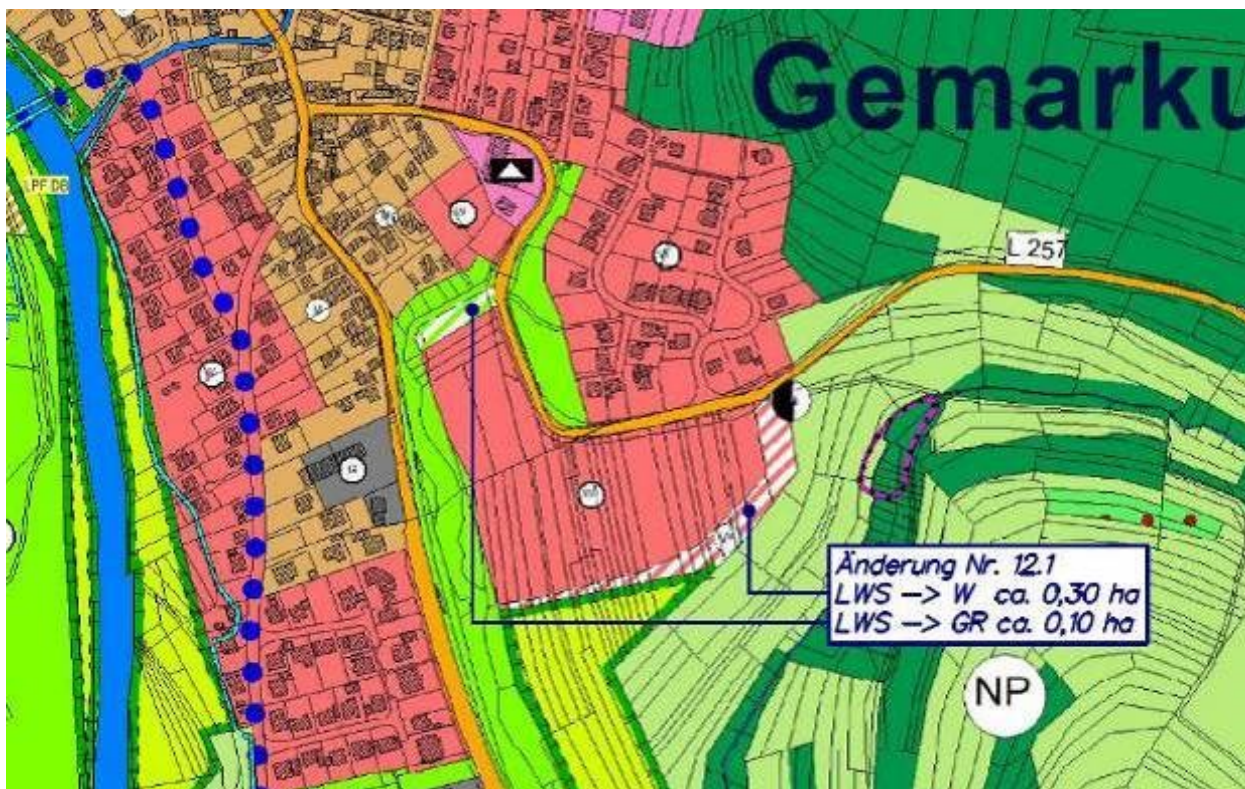 Gemarku
LPF DB
L 257
Änderung Nr. 12.1
LWS —> W ca. 0,30 ha
LWS —> GR ca. 0,10 ha
NP